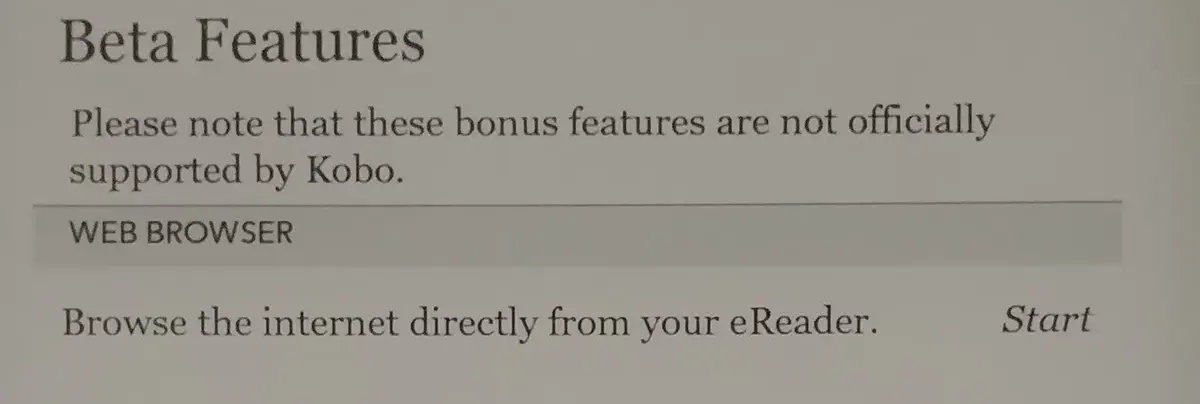 Beta Features
Please note that these bonus features are not officially
supported by Kobo.
WEB BROWSER
Browse the internet directly from your eReader.
Start